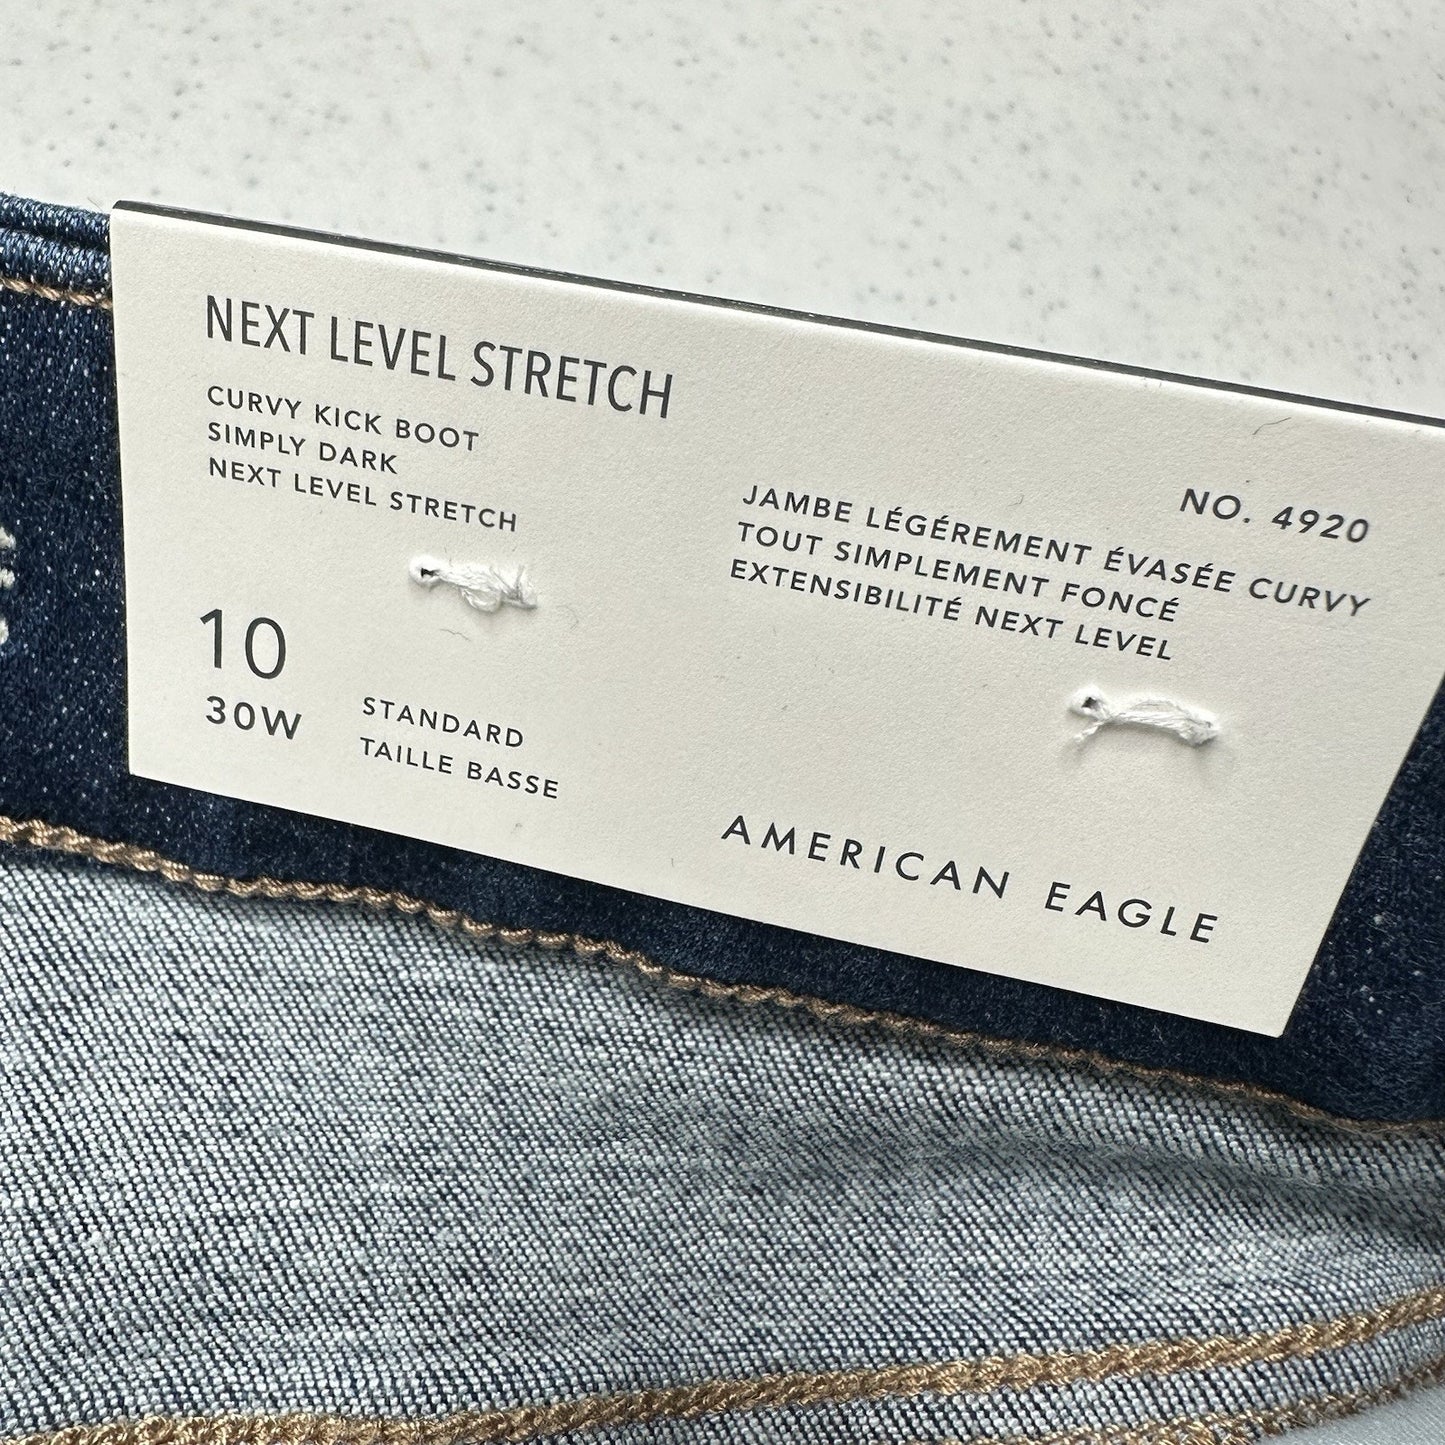 NEXT LEVEL STRETCH
CURVY KICK BOOT
SIMPLY DARK
NEXT LEVEL STRETCH
NO. 4920
JAMBE LÉGÉREMENT ÉVASÉE CURVY
TOUT SIMPLEMENT FONCÉ
EXTENSIBILITÉ NEXT LEVEL
10
30W
STANDARD
TAILLE BASSE
AMERICAN EAGLE